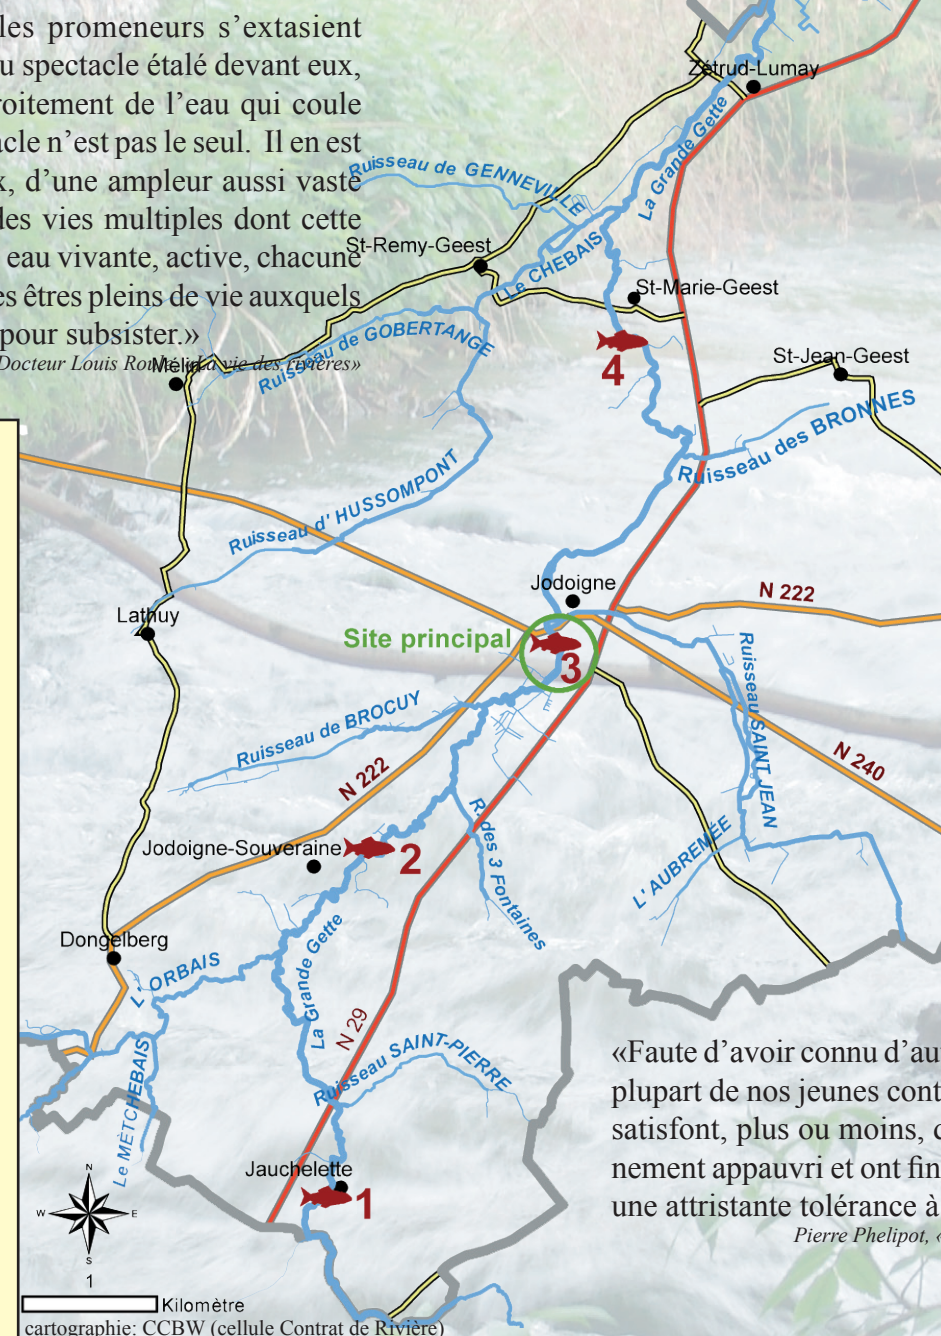 les promeneurs s’extasient
u spectacle étalé devant eux,
roitement de l’eau qui coule
acle n’est pas le seul. Il en est
x, d’une ampleur aussi vaste
des vies multiples dont cette
eau vivante, active, chacune
es êtres pleins de vie auxquels
pour subsister.»
Docteur Louis Roule, «La vie des rivières»
Zétrud-Lumay
La Grande Gette
Ruisseau de GENNEVILLE
St-Remy-Geest
Le CHEBAIS
St-Marie-Geest
Ruisseau de GOBERTANGE
4
St-Jean-Geest
Mélin
Ruisseau des BRONNES
Ruisseau d' HUSSOMPONT
Jodoigne
N 222
Lathuy
Site principal
3
Ruisseau SAINT JEAN
Ruisseau de BROCUY
N 222
N 240
Jodoigne-Souveraine
2
R. des 3 Fontaines
L' AUBRENÉE
Dongelberg
L' ORBAIS
La Grande Gette
N 29
Ruisseau SAINT-PIERRE
Le MÈTCHEBAIS
Jauchelette
1
«Faute d’avoir connu d’au
plupart de nos jeunes cont
satisfont, plus ou moins, d
nement appauvri et ont fin
une attristante tolérance à
Pierre Phelipot, «
N
W E
S
1
Kilomètre
cartographie: CCBW (cellule Contrat de Rivière)